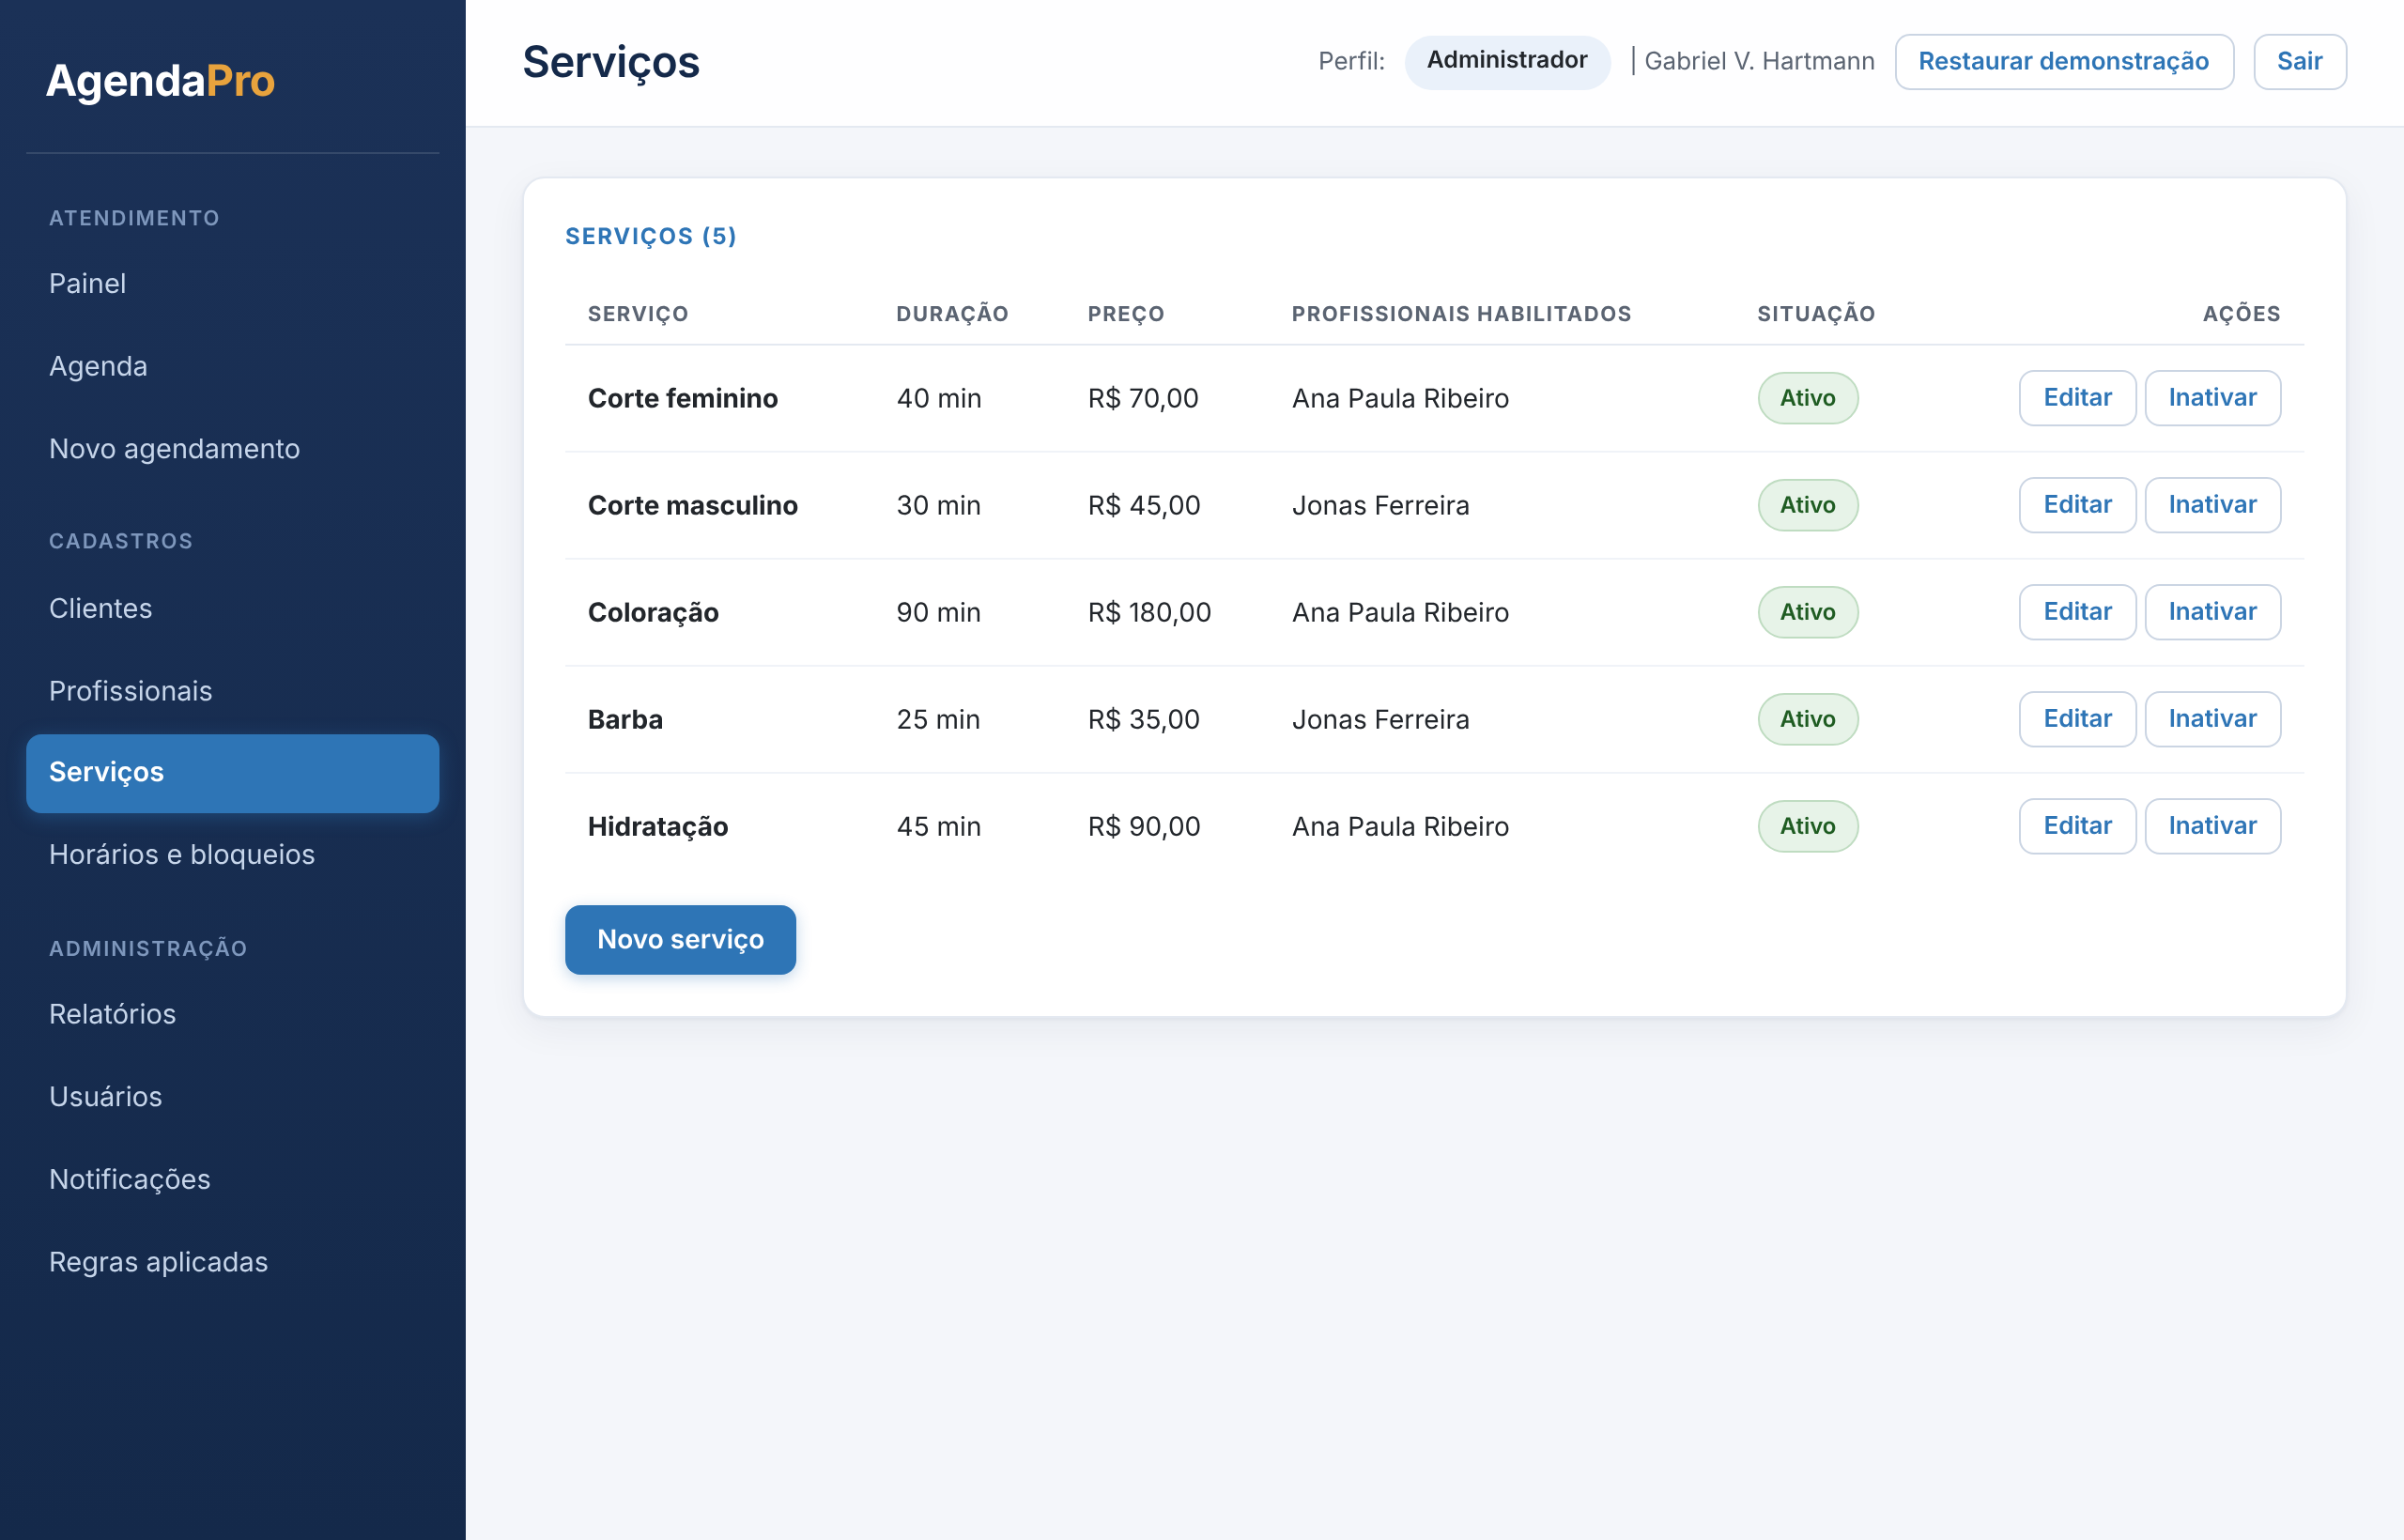 AgendaPro
ATENDIMENTO
Painel
Agenda
Novo agendamento
CADASTROS
Clientes
Profissionais
Serviços
Horários e bloqueios
ADMINISTRAÇÃO
Relatórios
Usuários
Notificações
Regras aplicadas
Serviços
Perfil: Administrador | Gabriel V. Hartmann Restaurar demonstração Sair
SERVIÇOS (5)
SERVIÇO DURAÇÃO PREÇO PROFISSIONAIS HABILITADOS SITUAÇÃO AÇÕES
Corte feminino 40 min R$ 70,00 Ana Paula Ribeiro Ativo Editar Inativar
Corte masculino 30 min R$ 45,00 Jonas Ferreira Ativo Editar Inativar
Coloração 90 min R$ 180,00 Ana Paula Ribeiro Ativo Editar Inativar
Barba 25 min R$ 35,00 Jonas Ferreira Ativo Editar Inativar
Hidratação 45 min R$ 90,00 Ana Paula Ribeiro Ativo Editar Inativar
Novo serviço